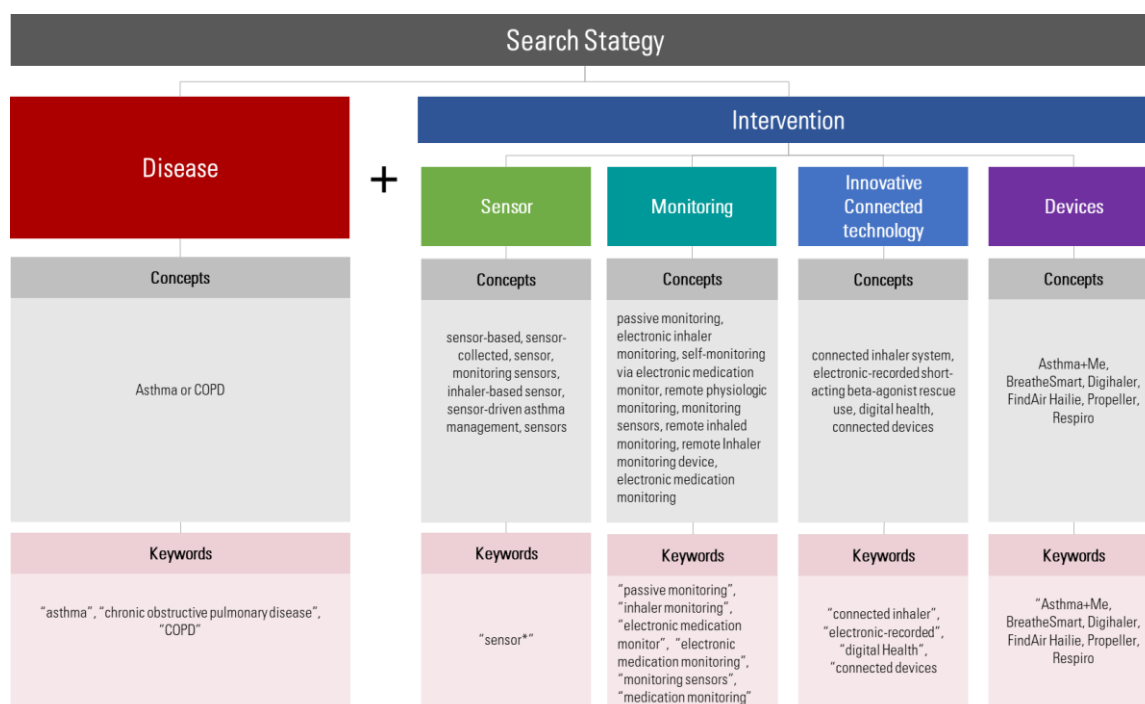 Search Stategy
Disease
+
Intervention
Sensor
Monitoring
Innovative
Connected
technology
Devices
Concepts
Asthma or COPD
Concepts
sensor-based, sensor-
collected, sensor,
monitoring sensors,
inhaler-based sensor,
sensor-driven asthma
management, sensors
Concepts
passive monitoring,
electronic inhaler
monitoring, self-monitoring
via electronic medication
monitor, remote physiologic
monitoring, monitoring
sensors, remote inhaled
monitoring, remote Inhaler
monitoring device,
electronic medication
monitoring
Concepts
connected inhaler system,
electronic-recorded short-
acting beta-agonist rescue
use, digital health,
connected devices
Concepts
Asthma+Me,
BreatheSmart, Digihaler,
FindAir Hailie, Propeller,
Respiro
Keywords
“asthma”, “chronic obstructive pulmonary disease”,
“COPD”
Keywords
“sensor*”
Keywords
“passive monitoring”,
“inhaler monitoring”,
“electronic medication
monitor”, “electronic
medication monitoring”,
“monitoring sensors”,
“medication monitoring”
Keywords
“connected inhaler”,
“electronic-recorded”,
“digital Health”,
“connected devices
Keywords
“Asthma+Me,
BreatheSmart, Digihaler,
FindAir Hailie, Propeller,
Respiro